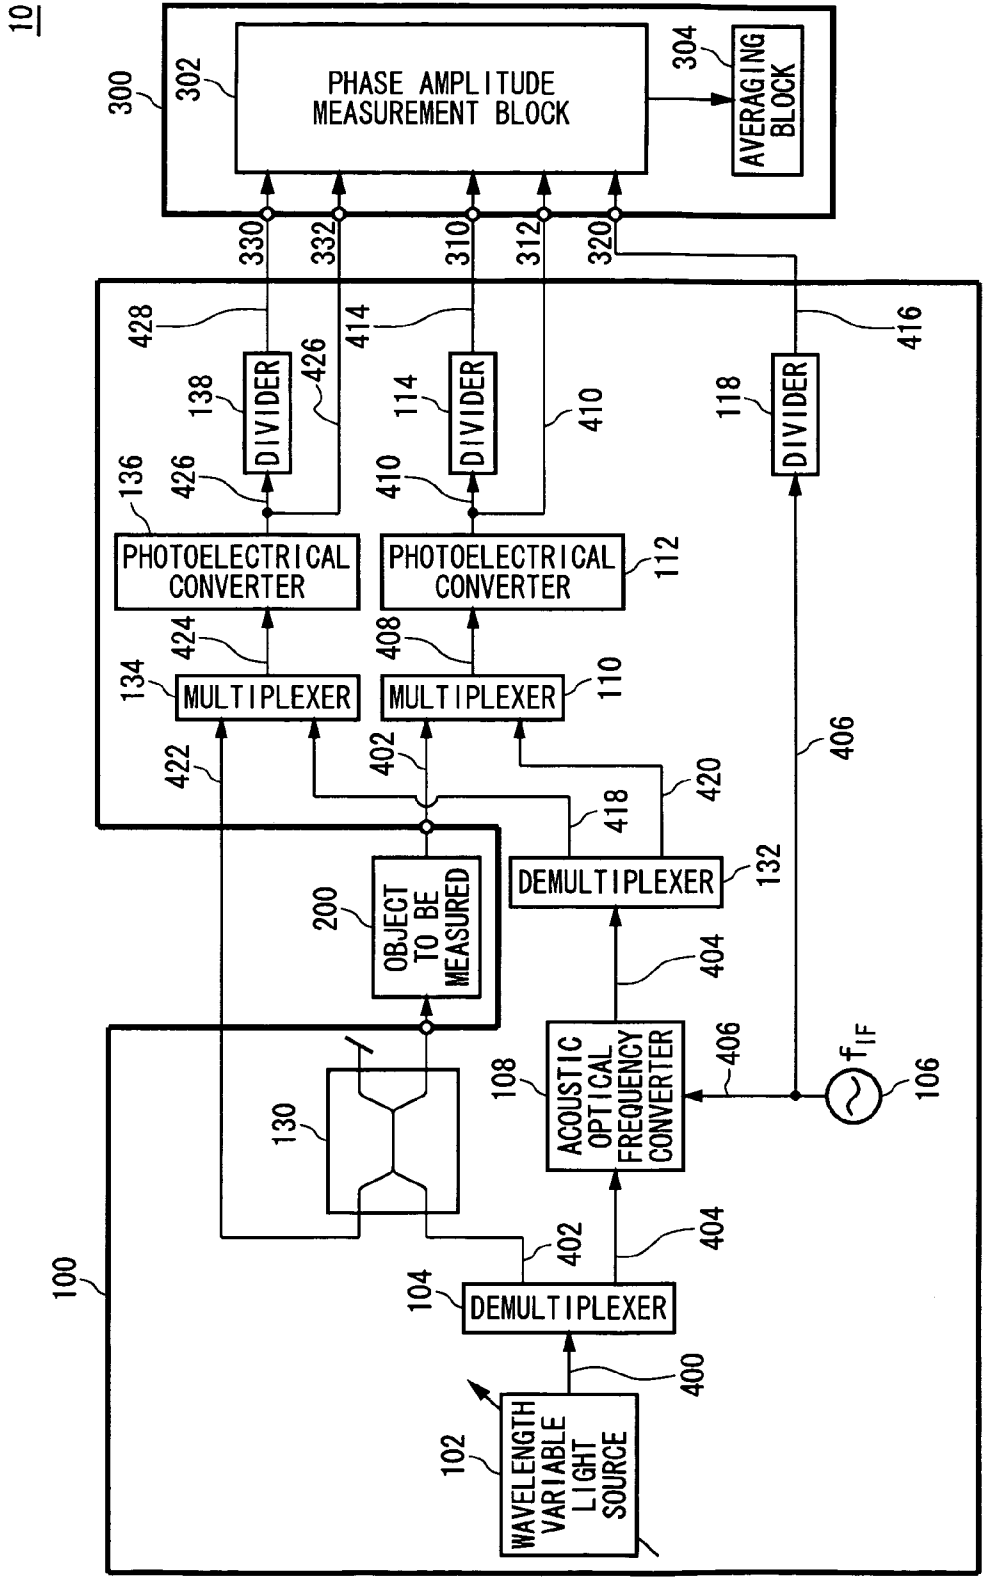 10
300
302
PHASE AMPLITUDE
MEASUREMENT BLOCK
304
AVERAGING
BLOCK
330
332
310
312
320
428
426
414
410
416
138
DIVIDER
114
DIVIDER
118
DIVIDER
136
426
410
PHOTOELECTRICAL
CONVERTER
PHOTOELECTRICAL
CONVERTER
112
424
408
134
MULTIPLEXER
MULTIPLEXER
110
422
402
418
420
406
200
OBJECT
TO BE
MEASURED
DEMULTIPLEXER
132
404
130
108
ACOUSTIC
OPTICAL
FREQUENCY
CONVERTER
406
fIF
106
100
402
404
104
DEMULTIPLEXER
400
102
WAVELENGTH
VARIABLE
LIGHT
SOURCE